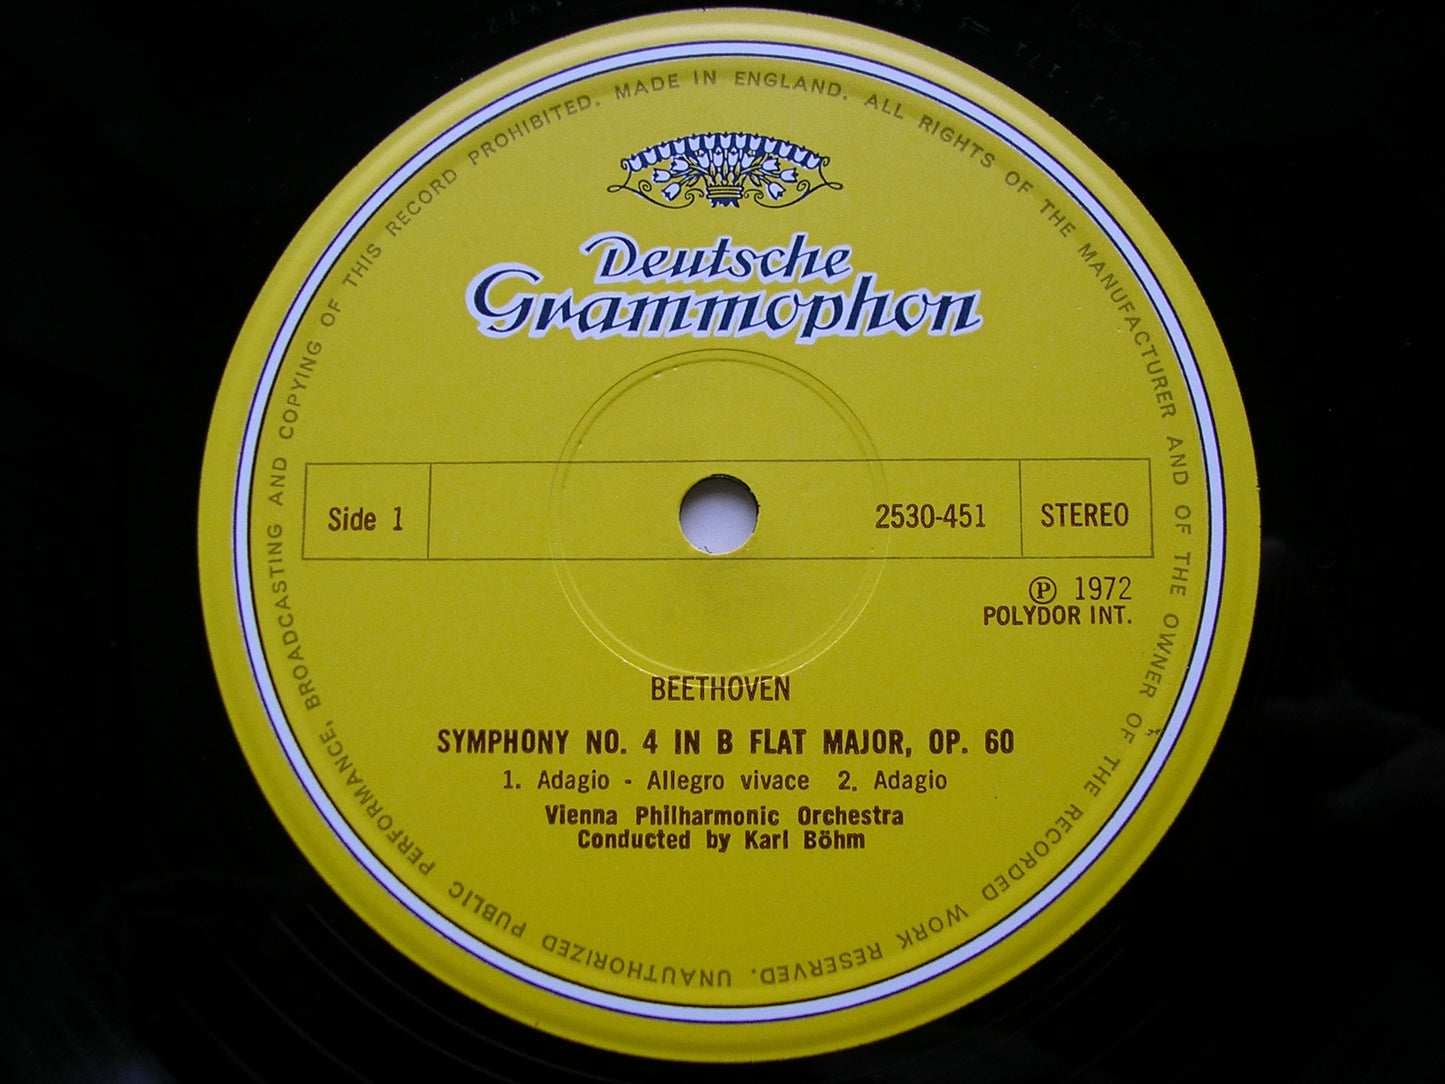 MADE IN ENGLAND. ALL RIGHTS OF THE MANUFACTURER AND OF THE OWNER OF THE RECORDED WORK RESERVED. UNAUTHORIZED PUBLIC PERFORMANCE, BROADCASTING AND COPYING OF THIS RECORD PROHIBITED.
Deutsche
Grammophon
Side 1 2530-451 STEREO
℗ 1972
POLYDOR INT.
BEETHOVEN
SYMPHONY NO. 4 IN B FLAT MAJOR, OP. 60
1. Adagio - Allegro vivace 2. Adagio
Vienna Philharmonic Orchestra
Conducted by Karl Böhm